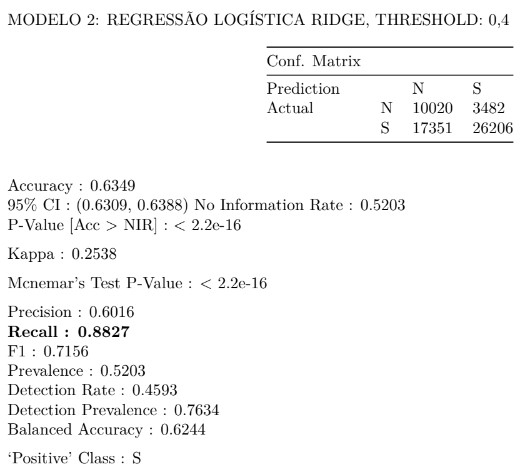 MODELO 2: REGRESSÃO LOGÍSTICA RIDGE, THRESHOLD: 0,4
Conf. Matrix
Prediction N S
Actual N 10020 3482
S 17351 26206
Accuracy : 0.6349
95% CI : (0.6309, 0.6388) No Information Rate : 0.5203
P-Value [Acc > NIR] : < 2.2e-16
Kappa : 0.2538
Mcnemar's Test P-Value : < 2.2e-16
Precision : 0.6016
Recall : 0.8827
F1 : 0.7156
Prevalence : 0.5203
Detection Rate : 0.4593
Detection Prevalence : 0.7634
Balanced Accuracy : 0.6244
‘Positive’ Class : S